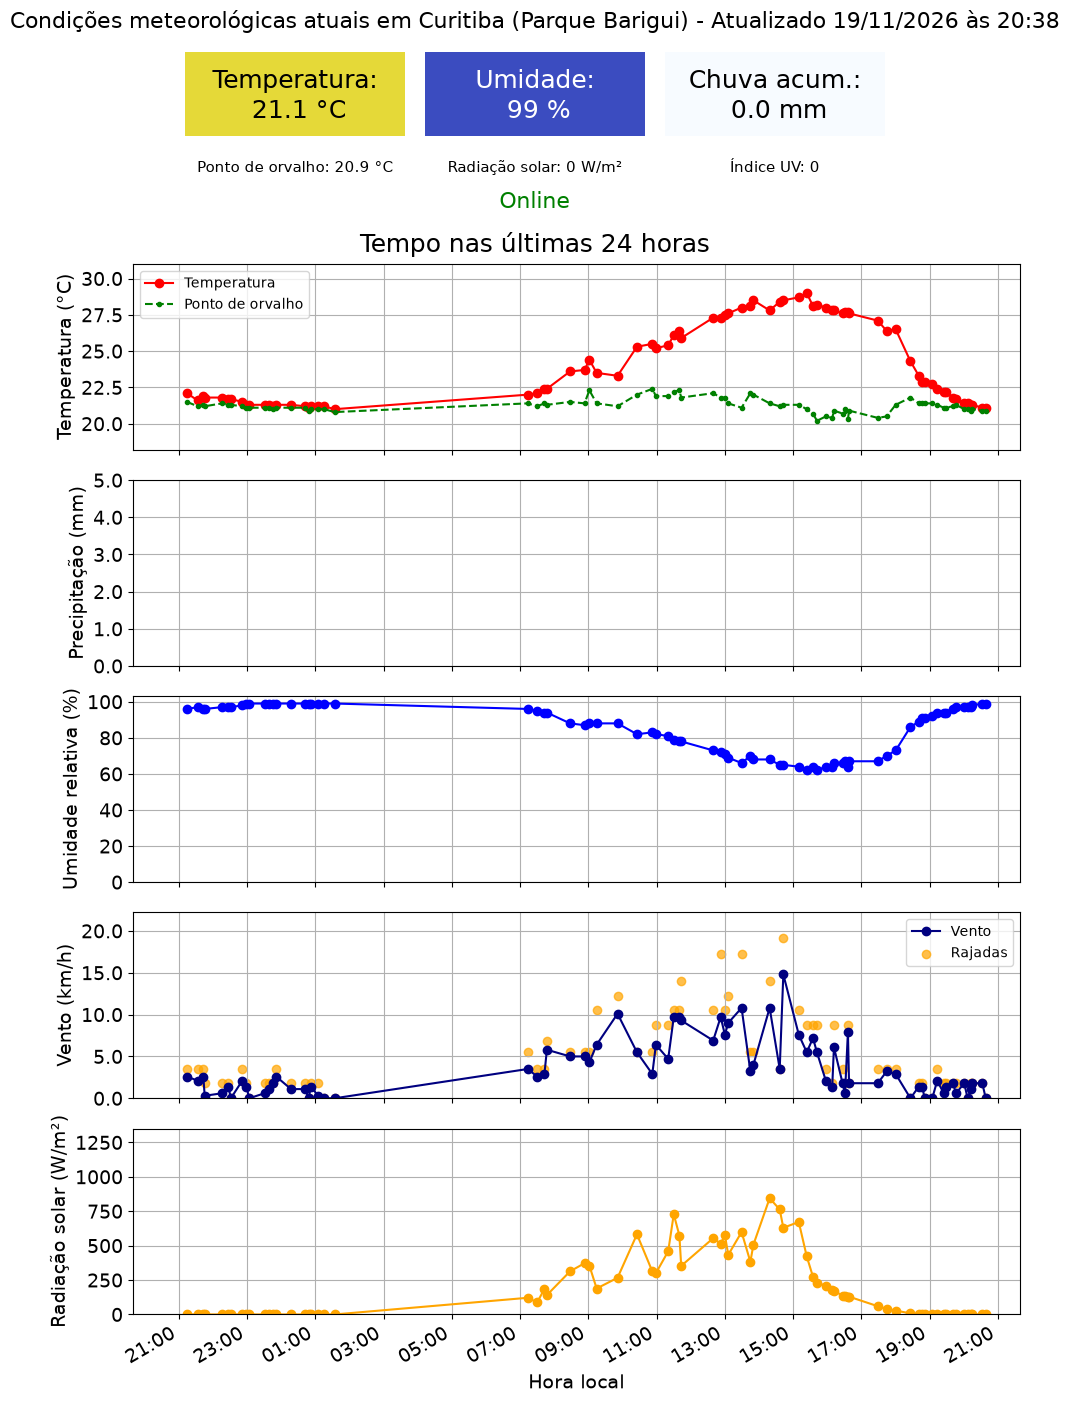 Condições meteorológicas atuais em Curitiba (Parque Barigui) - Atualizado 19/11/2026 às 20:38
Temperatura:
21.1 °C
Umidade:
99 %
Chuva acum.:
0.0 mm
Ponto de orvalho: 20.9 °C
Radiação solar: 0 W/m²
Índice UV: 0
Online
Tempo nas últimas 24 horas
Temperatura (°C)
30.0
27.5
25.0
22.5
20.0
Temperatura
Ponto de orvalho
Precipitação (mm)
5.0
4.0
3.0
2.0
1.0
0.0
Umidade relativa (%)
100
80
60
40
20
0
Vento (km/h)
20.0
15.0
10.0
5.0
0.0
Vento
Rajadas
Radiação solar (W/m²)
1250
1000
750
500
250
0
21:00
23:00
01:00
03:00
05:00
07:00
09:00
11:00
13:00
15:00
17:00
19:00
21:00
Hora local